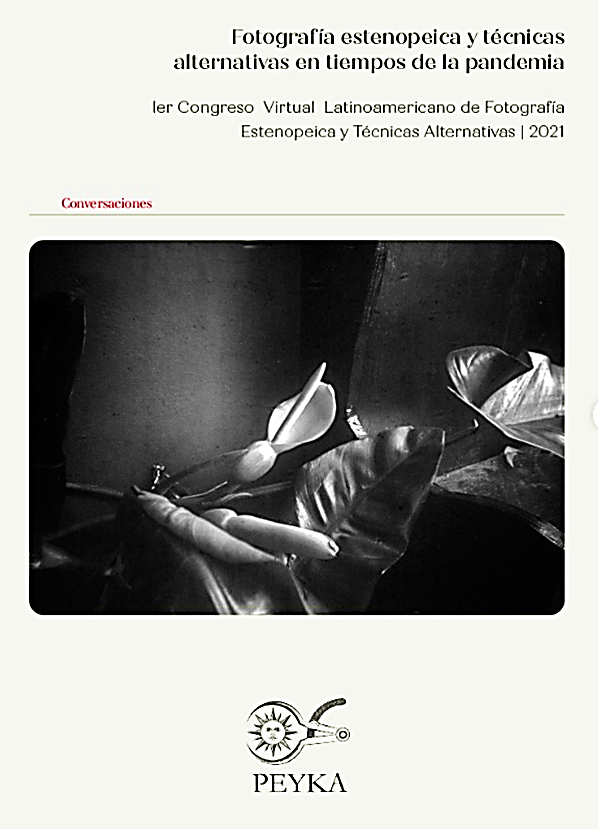 Fotografía estenopeica y técnicas
alternativas en tiempos de la pandemia
1er Congreso Virtual Latinoamericano de Fotografía
Estenopeica y Técnicas Alternativas | 2021
Conversaciones
PEYKA